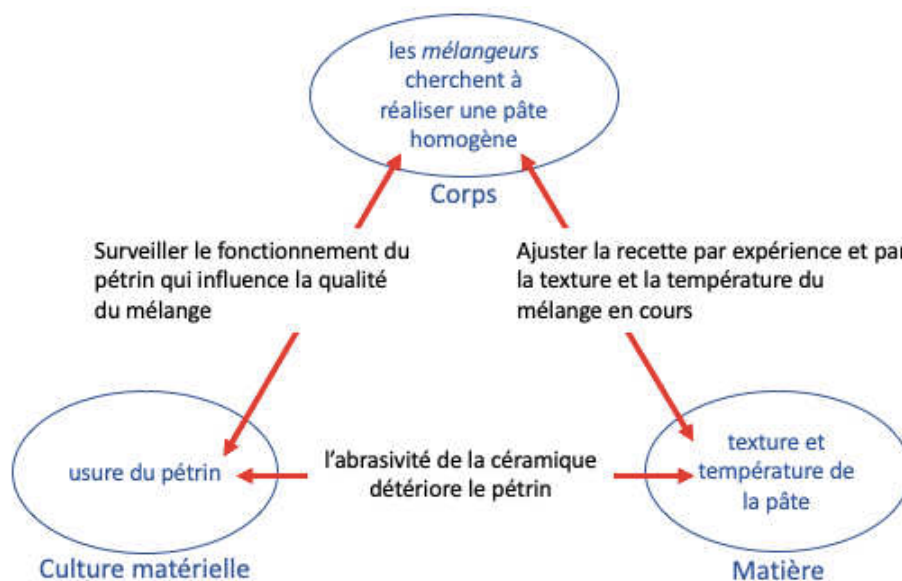 les mélangeurs
cherchent à
réaliser une pâte
homogène
Corps
Surveiller le fonctionnement du
pétrin qui influence la qualité
du mélange
Ajuster la recette par expérience et par
la texture et la température du
mélange en cours
usure du pétrin
l'abrasivité de la céramique
détériore le pétrin
texture et
température de
la pâte
Culture matérielle
Matière